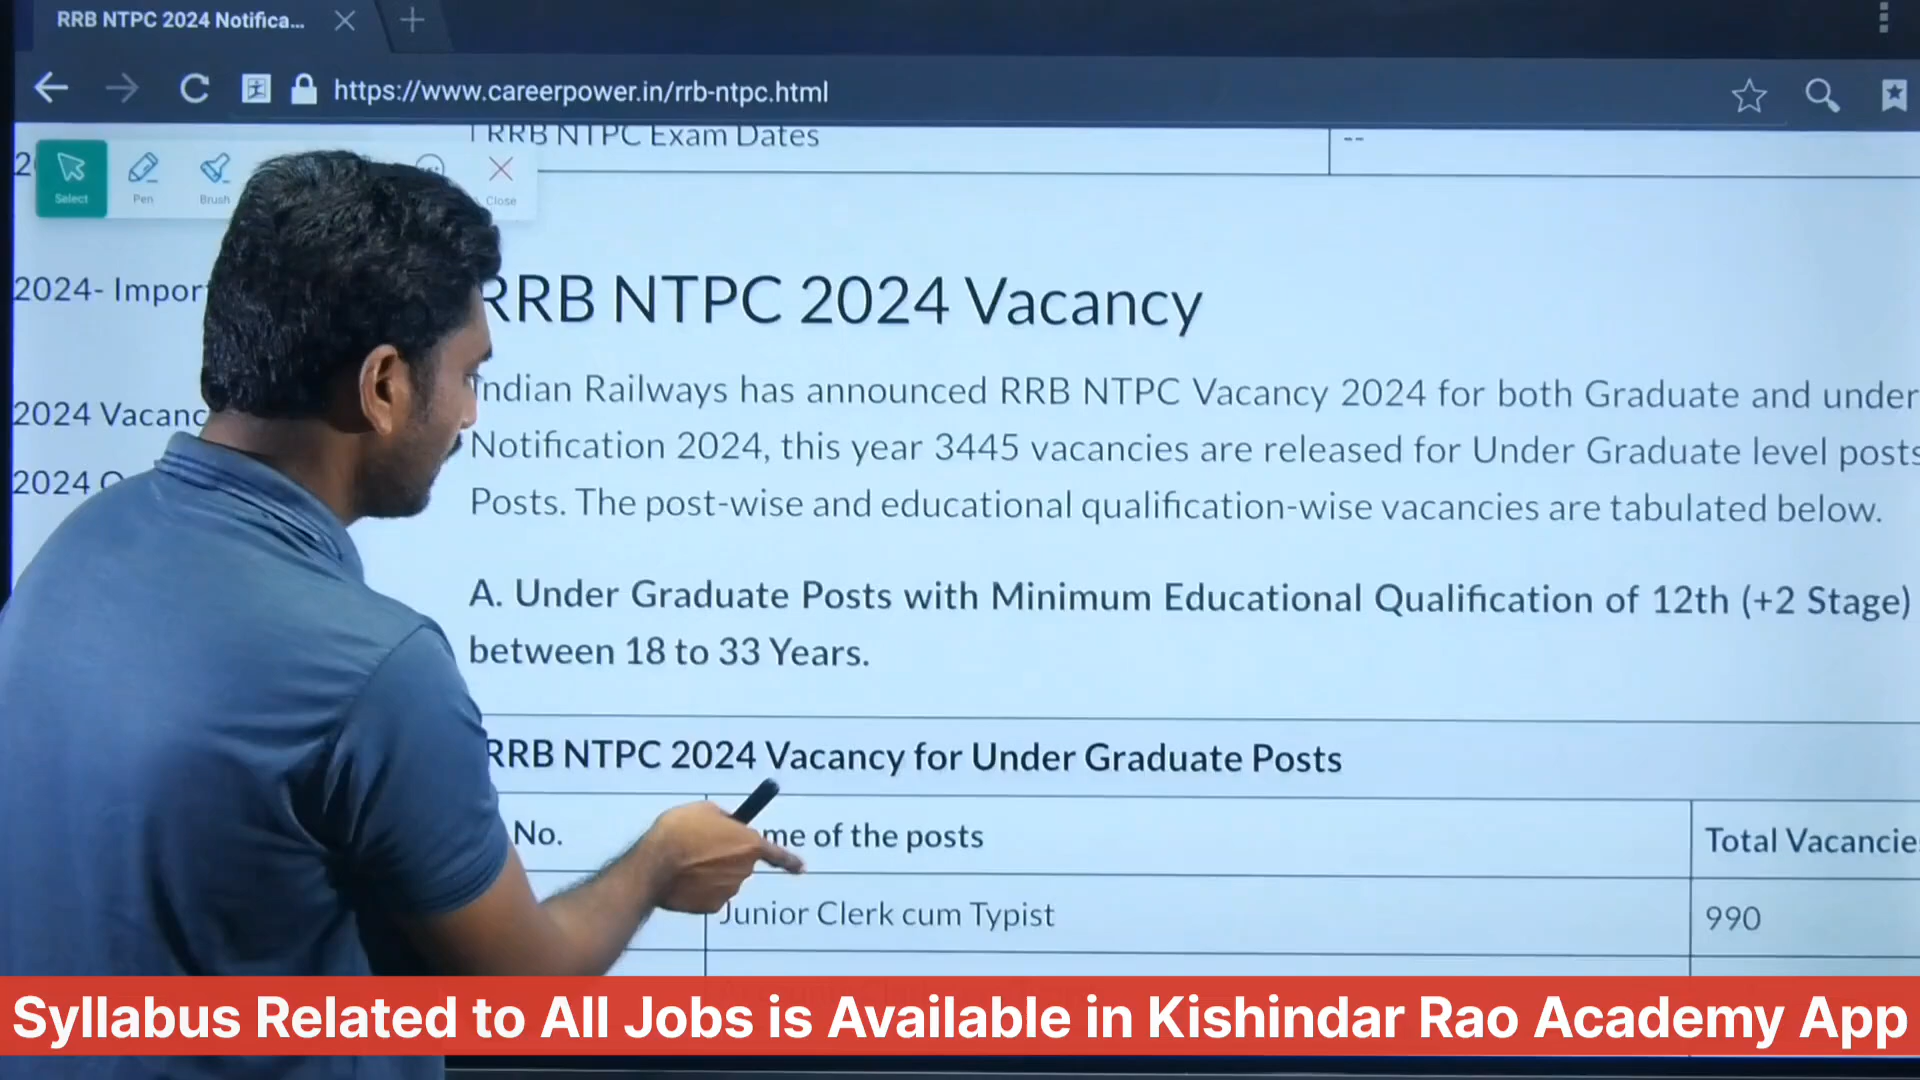 RRB NTPC 2024 Notifica...
https://www.careerpower.in/rrb-ntpc.html
RRB NTPC Exam Dates
--
Select
Pen
Brush
Close
2024- Impor
RRB NTPC 2024 Vacancy
Indian Railways has announced RRB NTPC Vacancy 2024 for both Graduate and under
2024 Vacanc
Notification 2024, this year 3445 vacancies are released for Under Graduate level posts
2024
Posts. The post-wise and educational qualification-wise vacancies are tabulated below.
A. Under Graduate Posts with Minimum Educational Qualification of 12th (+2 Stage)
between 18 to 33 Years.
RRB NTPC 2024 Vacancy for Under Graduate Posts
No.
me of the posts
Total Vacancie
Junior Clerk cum Typist
990
Syllabus Related to All Jobs is Available in Kishindar Rao Academy App